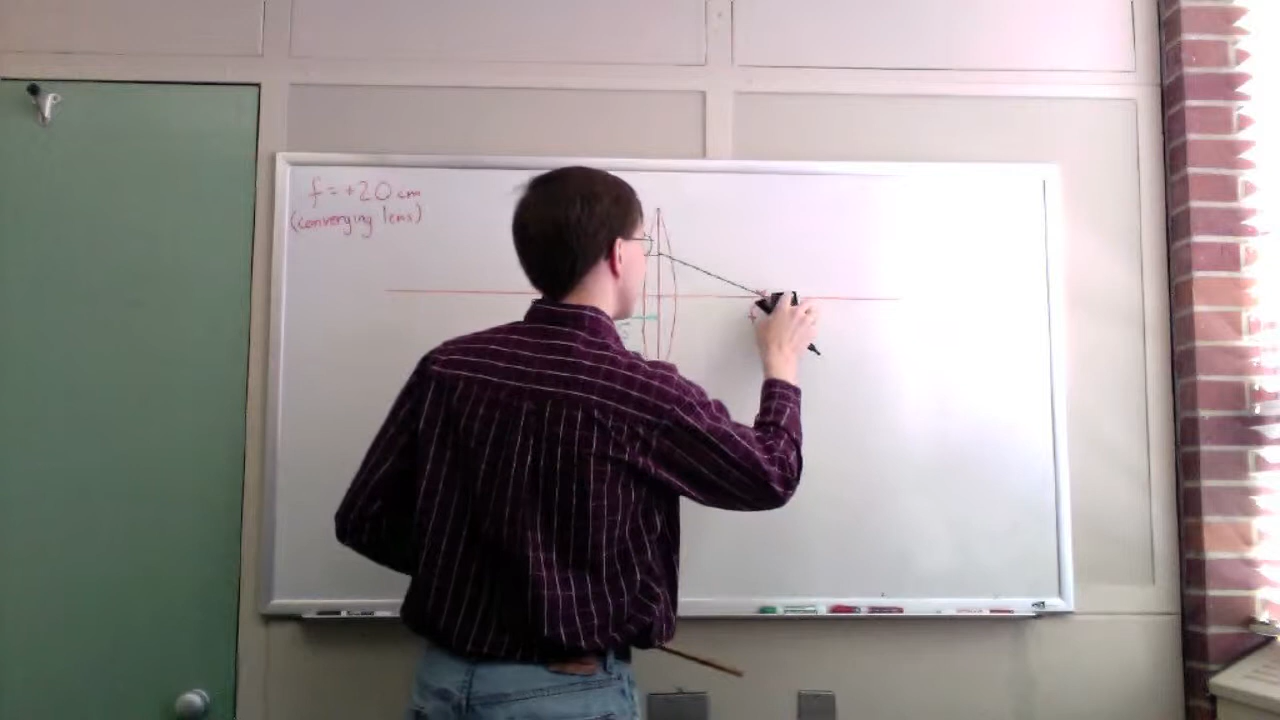 f = +20 cm
(converging lens)